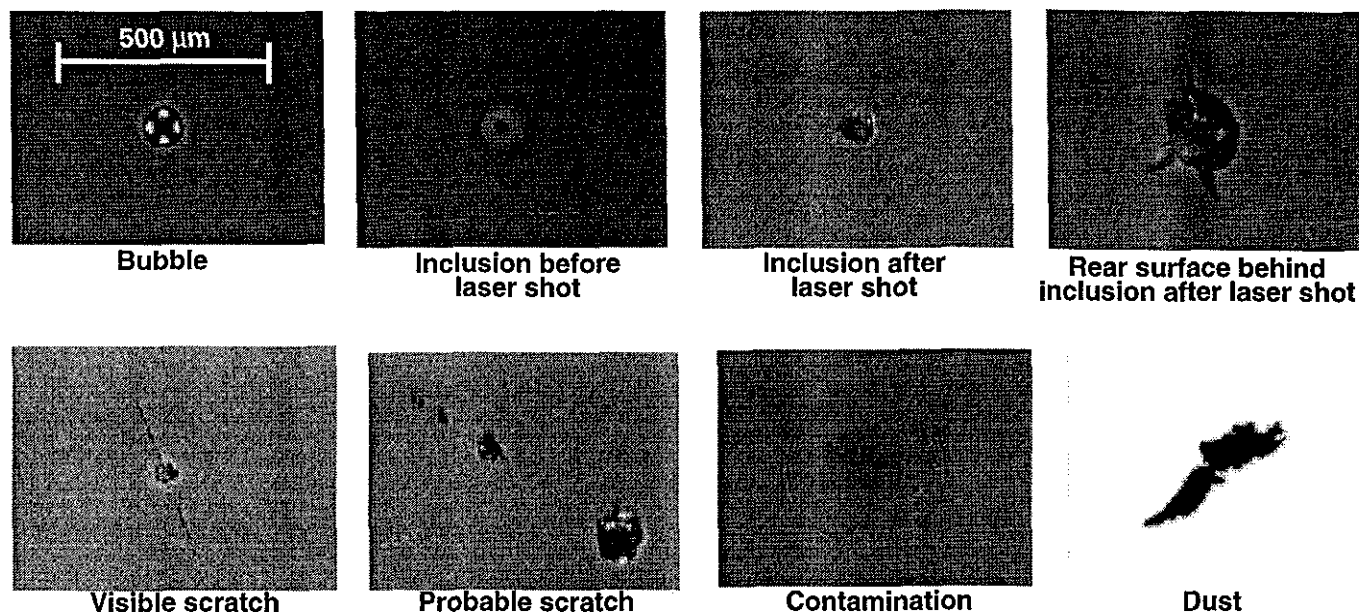 500 µm
Bubble
Inclusion before
laser shot
Inclusion after
laser shot
Rear surface behind
inclusion after laser shot
Visible scratch
Probable scratch
Contamination
Dust